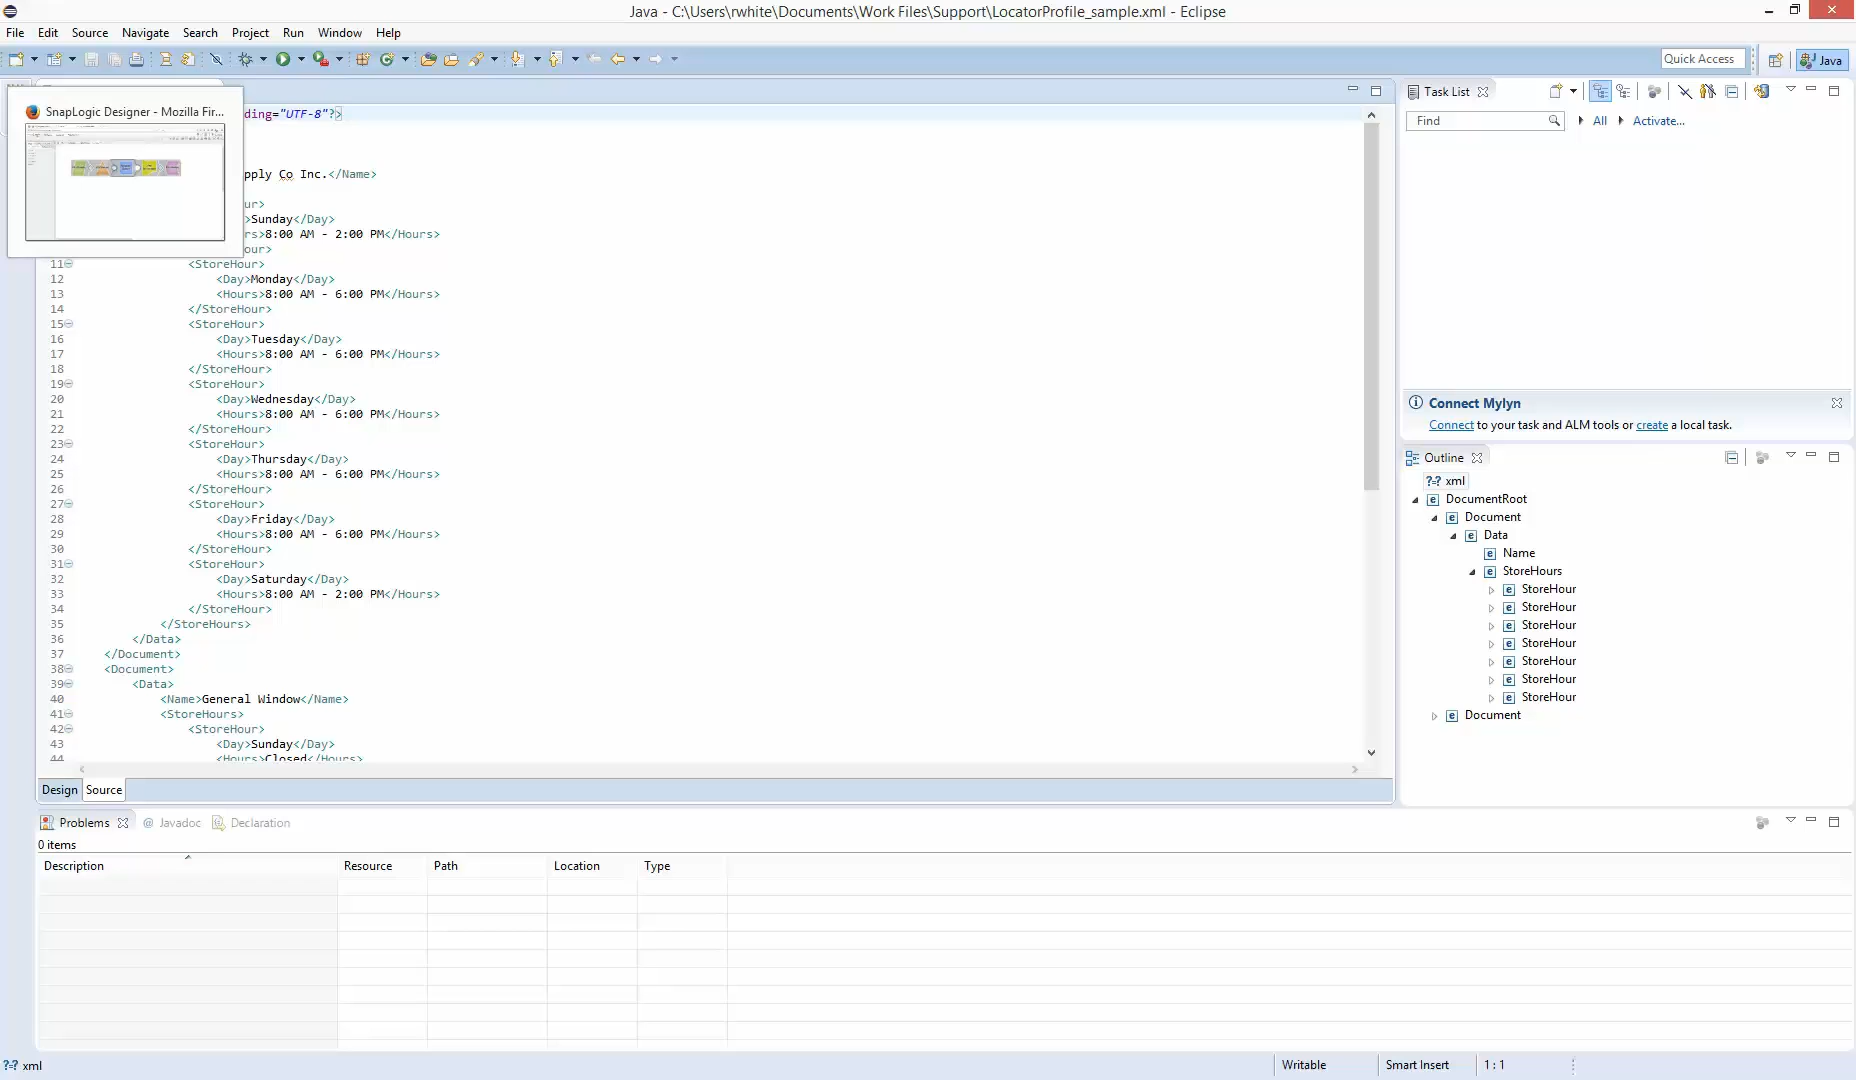 Java - C:\Users\rwhite\Documents\Work Files\Support\LocatorProfile_sample.xml - Eclipse
File Edit Source Navigate Search Project Run Window Help
Quick Access
Java
SnapLogic Designer - Mozilla Fir...
ding="UTF-8"?>
pply Co Inc.</Name>
ur>
>Sunday</Day>
rs>8:00 AM - 2:00 PM</Hours>
our>
11 <StoreHour>
12 <Day>Monday</Day>
13 <Hours>8:00 AM - 6:00 PM</Hours>
14 </StoreHour>
15 <StoreHour>
16 <Day>Tuesday</Day>
17 <Hours>8:00 AM - 6:00 PM</Hours>
18 </StoreHour>
19 <StoreHour>
20 <Day>Wednesday</Day>
21 <Hours>8:00 AM - 6:00 PM</Hours>
22 </StoreHour>
23 <StoreHour>
24 <Day>Thursday</Day>
25 <Hours>8:00 AM - 6:00 PM</Hours>
26 </StoreHour>
27 <StoreHour>
28 <Day>Friday</Day>
29 <Hours>8:00 AM - 6:00 PM</Hours>
30 </StoreHour>
31 <StoreHour>
32 <Day>Saturday</Day>
33 <Hours>8:00 AM - 2:00 PM</Hours>
34 </StoreHour>
35 </StoreHours>
36 </Data>
37 </Document>
38 <Document>
39 <Data>
40 <Name>General Window</Name>
41 <StoreHours>
42 <StoreHour>
43 <Day>Sunday</Day>
44 <Hours>Closed</Hours>
Design Source
Task List
Find
All
Activate...
Connect Mylyn
Connect to your task and ALM tools or create a local task.
Outline
?-? xml
DocumentRoot
Document
Data
Name
StoreHours
StoreHour
StoreHour
StoreHour
StoreHour
StoreHour
StoreHour
StoreHour
Document
Problems @ Javadoc Declaration
0 items
Description Resource Path Location Type
?-? xml
Writable
Smart Insert
1 : 1